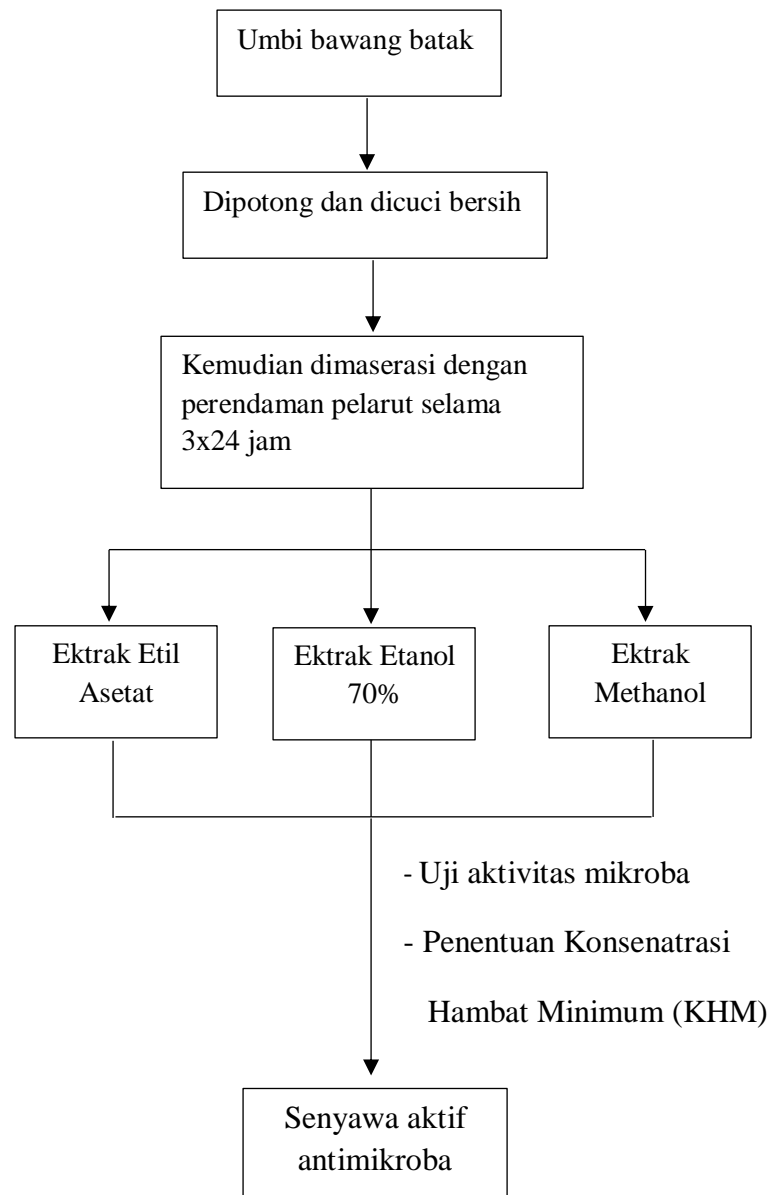 Umbi bawang batak
Dipotong dan dicuci bersih
Kemudian dimaserasi dengan
perendaman pelarut selama
3x24 jam
Ektrak Etil
Asetat
Ektrak Etanol
70%
Ektrak
Methanol
- Uji aktivitas mikroba
- Penentuan Konsenatrasi
Hambat Minimum (KHM)
Senyawa aktif
antimikroba